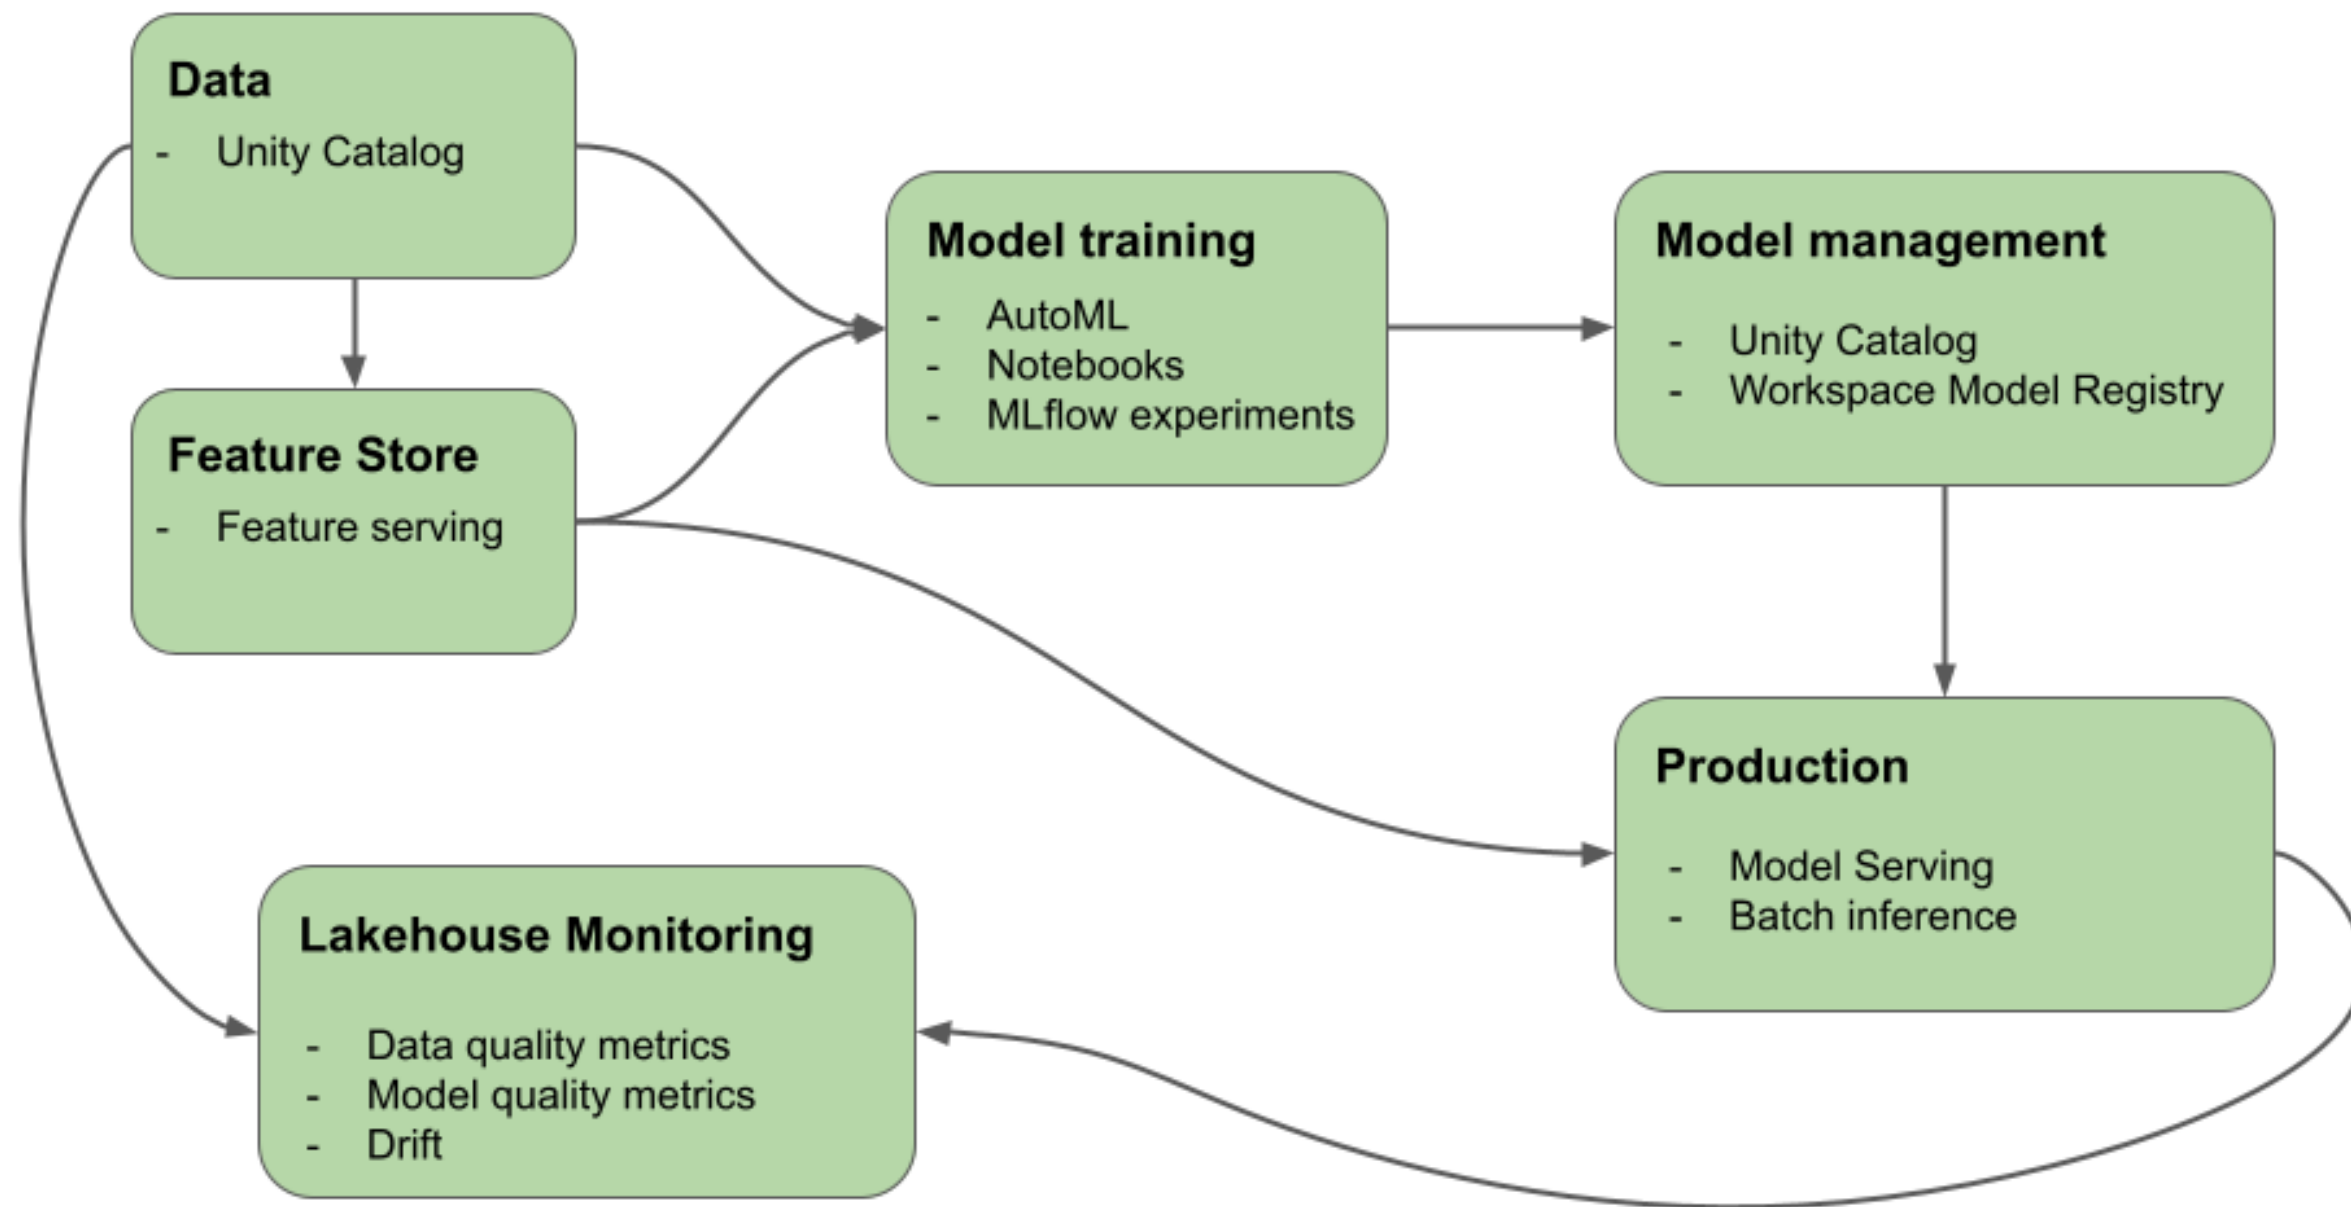 Data
- Unity Catalog
Feature Store
- Feature serving
Model training
- AutoML
- Notebooks
- MLflow experiments
Model management
- Unity Catalog
- Workspace Model Registry
Production
- Model Serving
- Batch inference
Lakehouse Monitoring
- Data quality metrics
- Model quality metrics
- Drift